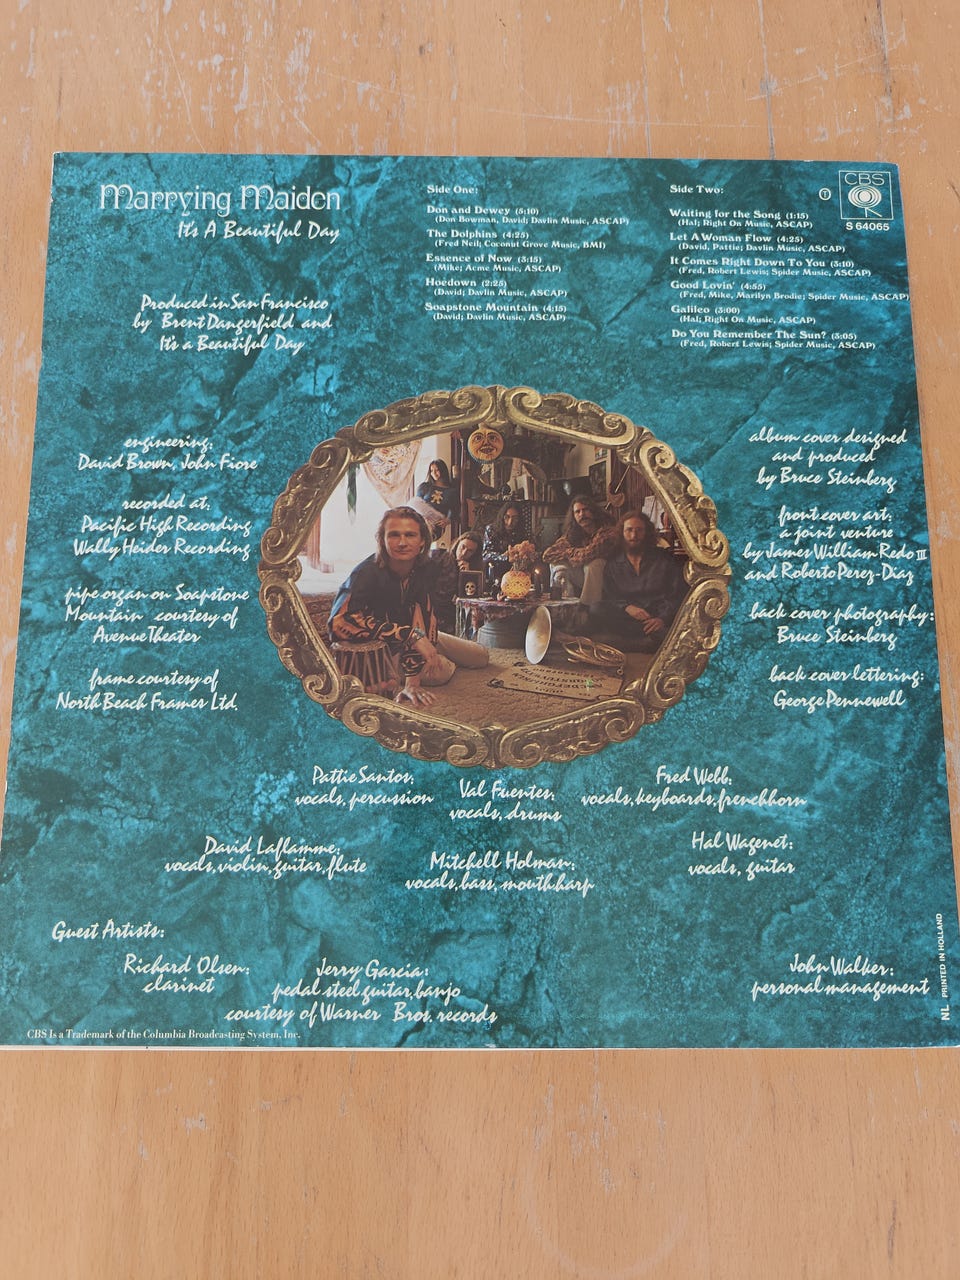 Marrying Maiden
It's A Beautiful Day
Produced in San Francisco
by Brent Dangerfield and
It's a Beautiful Day
Side One:
Don and Dewey (5:10)
(Don Bowman, David; Davlin Music, ASCAP)
The Dolphins (4:25)
(Fred Neil; Coconut Grove Music, BMI)
Essence of Now (3:15)
(Mike; Acme Music, ASCAP)
Hoedown (2:25)
(David; Davlin Music, ASCAP)
Soapstone Mountain (4:15)
(David; Davlin Music, ASCAP)
Side Two:
Waiting for the Song (1:15)
(Hal; Right On Music, ASCAP)
Let A Woman Flow (4:25)
(David, Pattie; Davlin Music, ASCAP)
It Comes Right Down To You (3:10)
(Fred, Robert Lewis; Spider Music, ASCAP)
Good Lovin' (4:55)
(Fred, Mike, Marilyn Brodie; Spider Music, ASCAP)
Galileo (3:00)
(Hal; Right On Music, ASCAP)
Do You Remember The Sun? (3:05)
(Fred, Robert Lewis; Spider Music, ASCAP)
T
CBS
S 64065
engineering:
David Brown, John Fiore
recorded at:
Pacific High Recording
Wally Heider Recording
pipe organ on Soapstone
Mountain courtesy of
Avenue Theater
frame courtesy of
North Beach Frames Ltd.
album cover designed
and produced
by Bruce Steinberg
front cover art:
a joint venture
by James William Redo III
and Roberto Perez-Diaz
back cover photography:
Bruce Steinberg
back cover lettering:
George Pennewell
Pattie Santos:
vocals, percussion
Val Fuentes:
vocals, drums
Fred Webb:
vocals, keyboards, french horn
David Laflamme:
vocals, violin, guitar, flute
Mitchell Holman:
vocals, bass, mouth harp
Hal Wagenet:
vocals, guitar
Guest Artists:
Richard Olsen:
clarinet
Jerry Garcia:
pedal steel guitar, banjo
courtesy of Warner Bros. records
John Walker:
personal management
CBS Is a Trademark of the Columbia Broadcasting System, Inc.
NL PRINTED IN HOLLAND